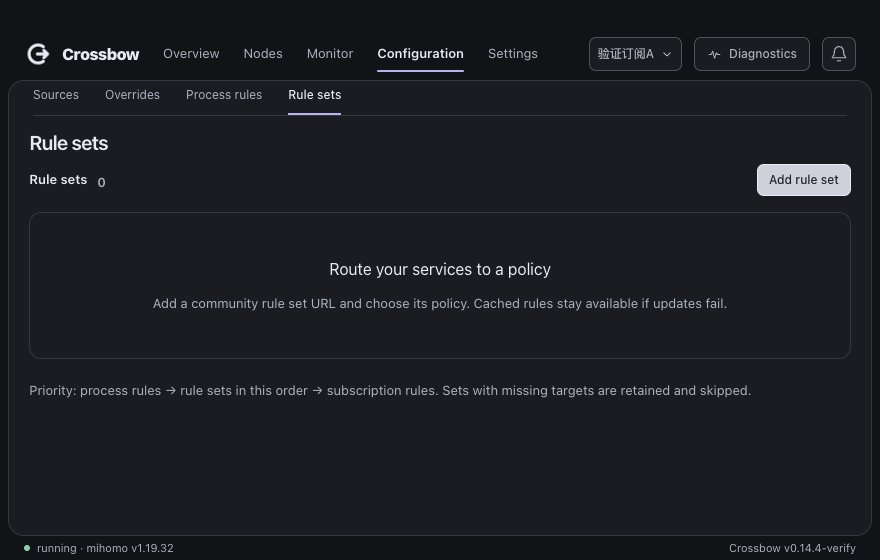 Crossbow Overview Nodes Monitor Configuration Settings 验证订阅A Diagnostics
Sources Overrides Process rules Rule sets
Rule sets
Rule sets 0 Add rule set
Route your services to a policy
Add a community rule set URL and choose its policy. Cached rules stay available if updates fail.
Priority: process rules → rule sets in this order → subscription rules. Sets with missing targets are retained and skipped.
running · mihomo v1.19.32 Crossbow v0.14.4-verify